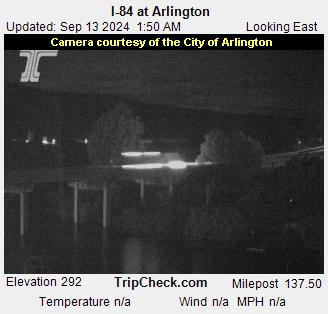 I-84 at Arlington
Updated: Sep 13 2024 1:50 AM Looking East
Camera courtesy of the City of Arlington
Elevation 292 TripCheck.com Milepost 137.50
Temperature n/a Wind n/a MPH n/a